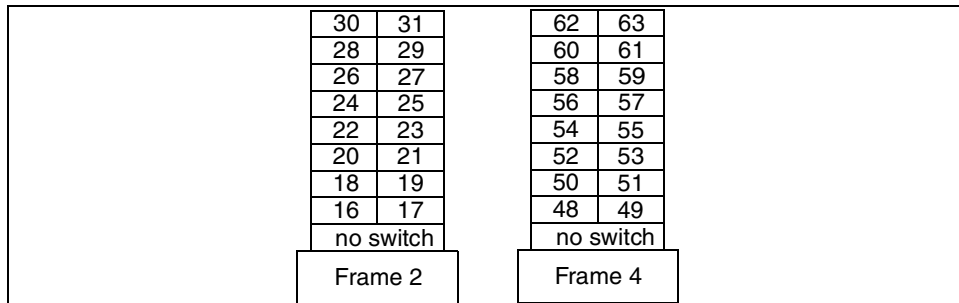 30 31 62 63
28 29 60 61
26 27 58 59
24 25 56 57
22 23 54 55
20 21 52 53
18 19 50 51
16 17 48 49
no switch no switch
Frame 2 Frame 4